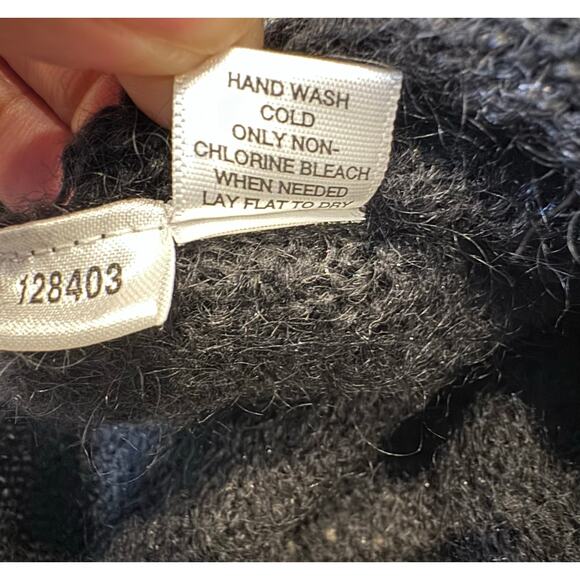 HAND WASH
COLD
ONLY NON-
CHLORINE BLEACH
WHEN NEEDED
LAY FLAT TO DRY
128403